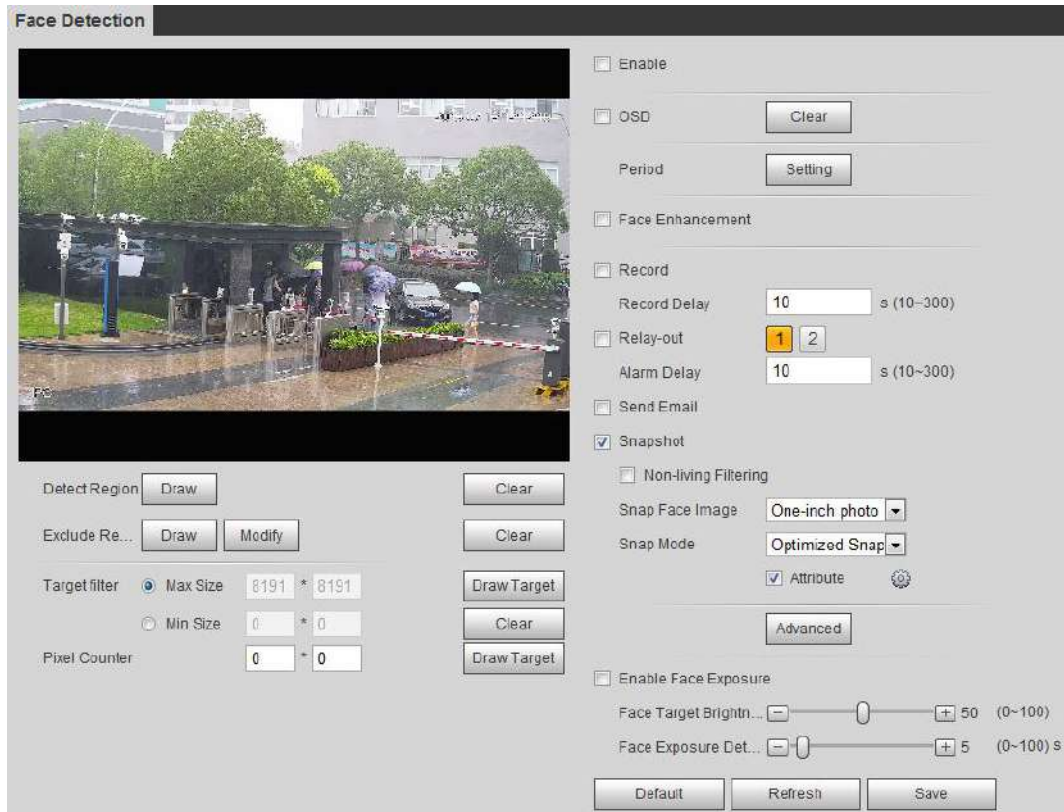 Face Detection
Enable
OSD
Clear
Period
Setting
Face Enhancement
Record
Record Delay
10
s (10~300)
Relay-out
1
2
Alarm Delay
10
s (10~300)
Send Email
Snapshot
Non-living Filtering
Snap Face Image
One-inch photo
Snap Mode
Optimized Snap
Attribute
Advanced
Enable Face Exposure
Face Target Brightn...
50
(0~100)
Face Exposure Det...
5
(0~100) s
Default
Refresh
Save
Detect Region
Draw
Clear
Exclude Re...
Draw
Modify
Clear
Target filter
Max Size
8191 * 8191
Draw Target
Min Size
0 * 0
Clear
Pixel Counter
0 * 0
Draw Target